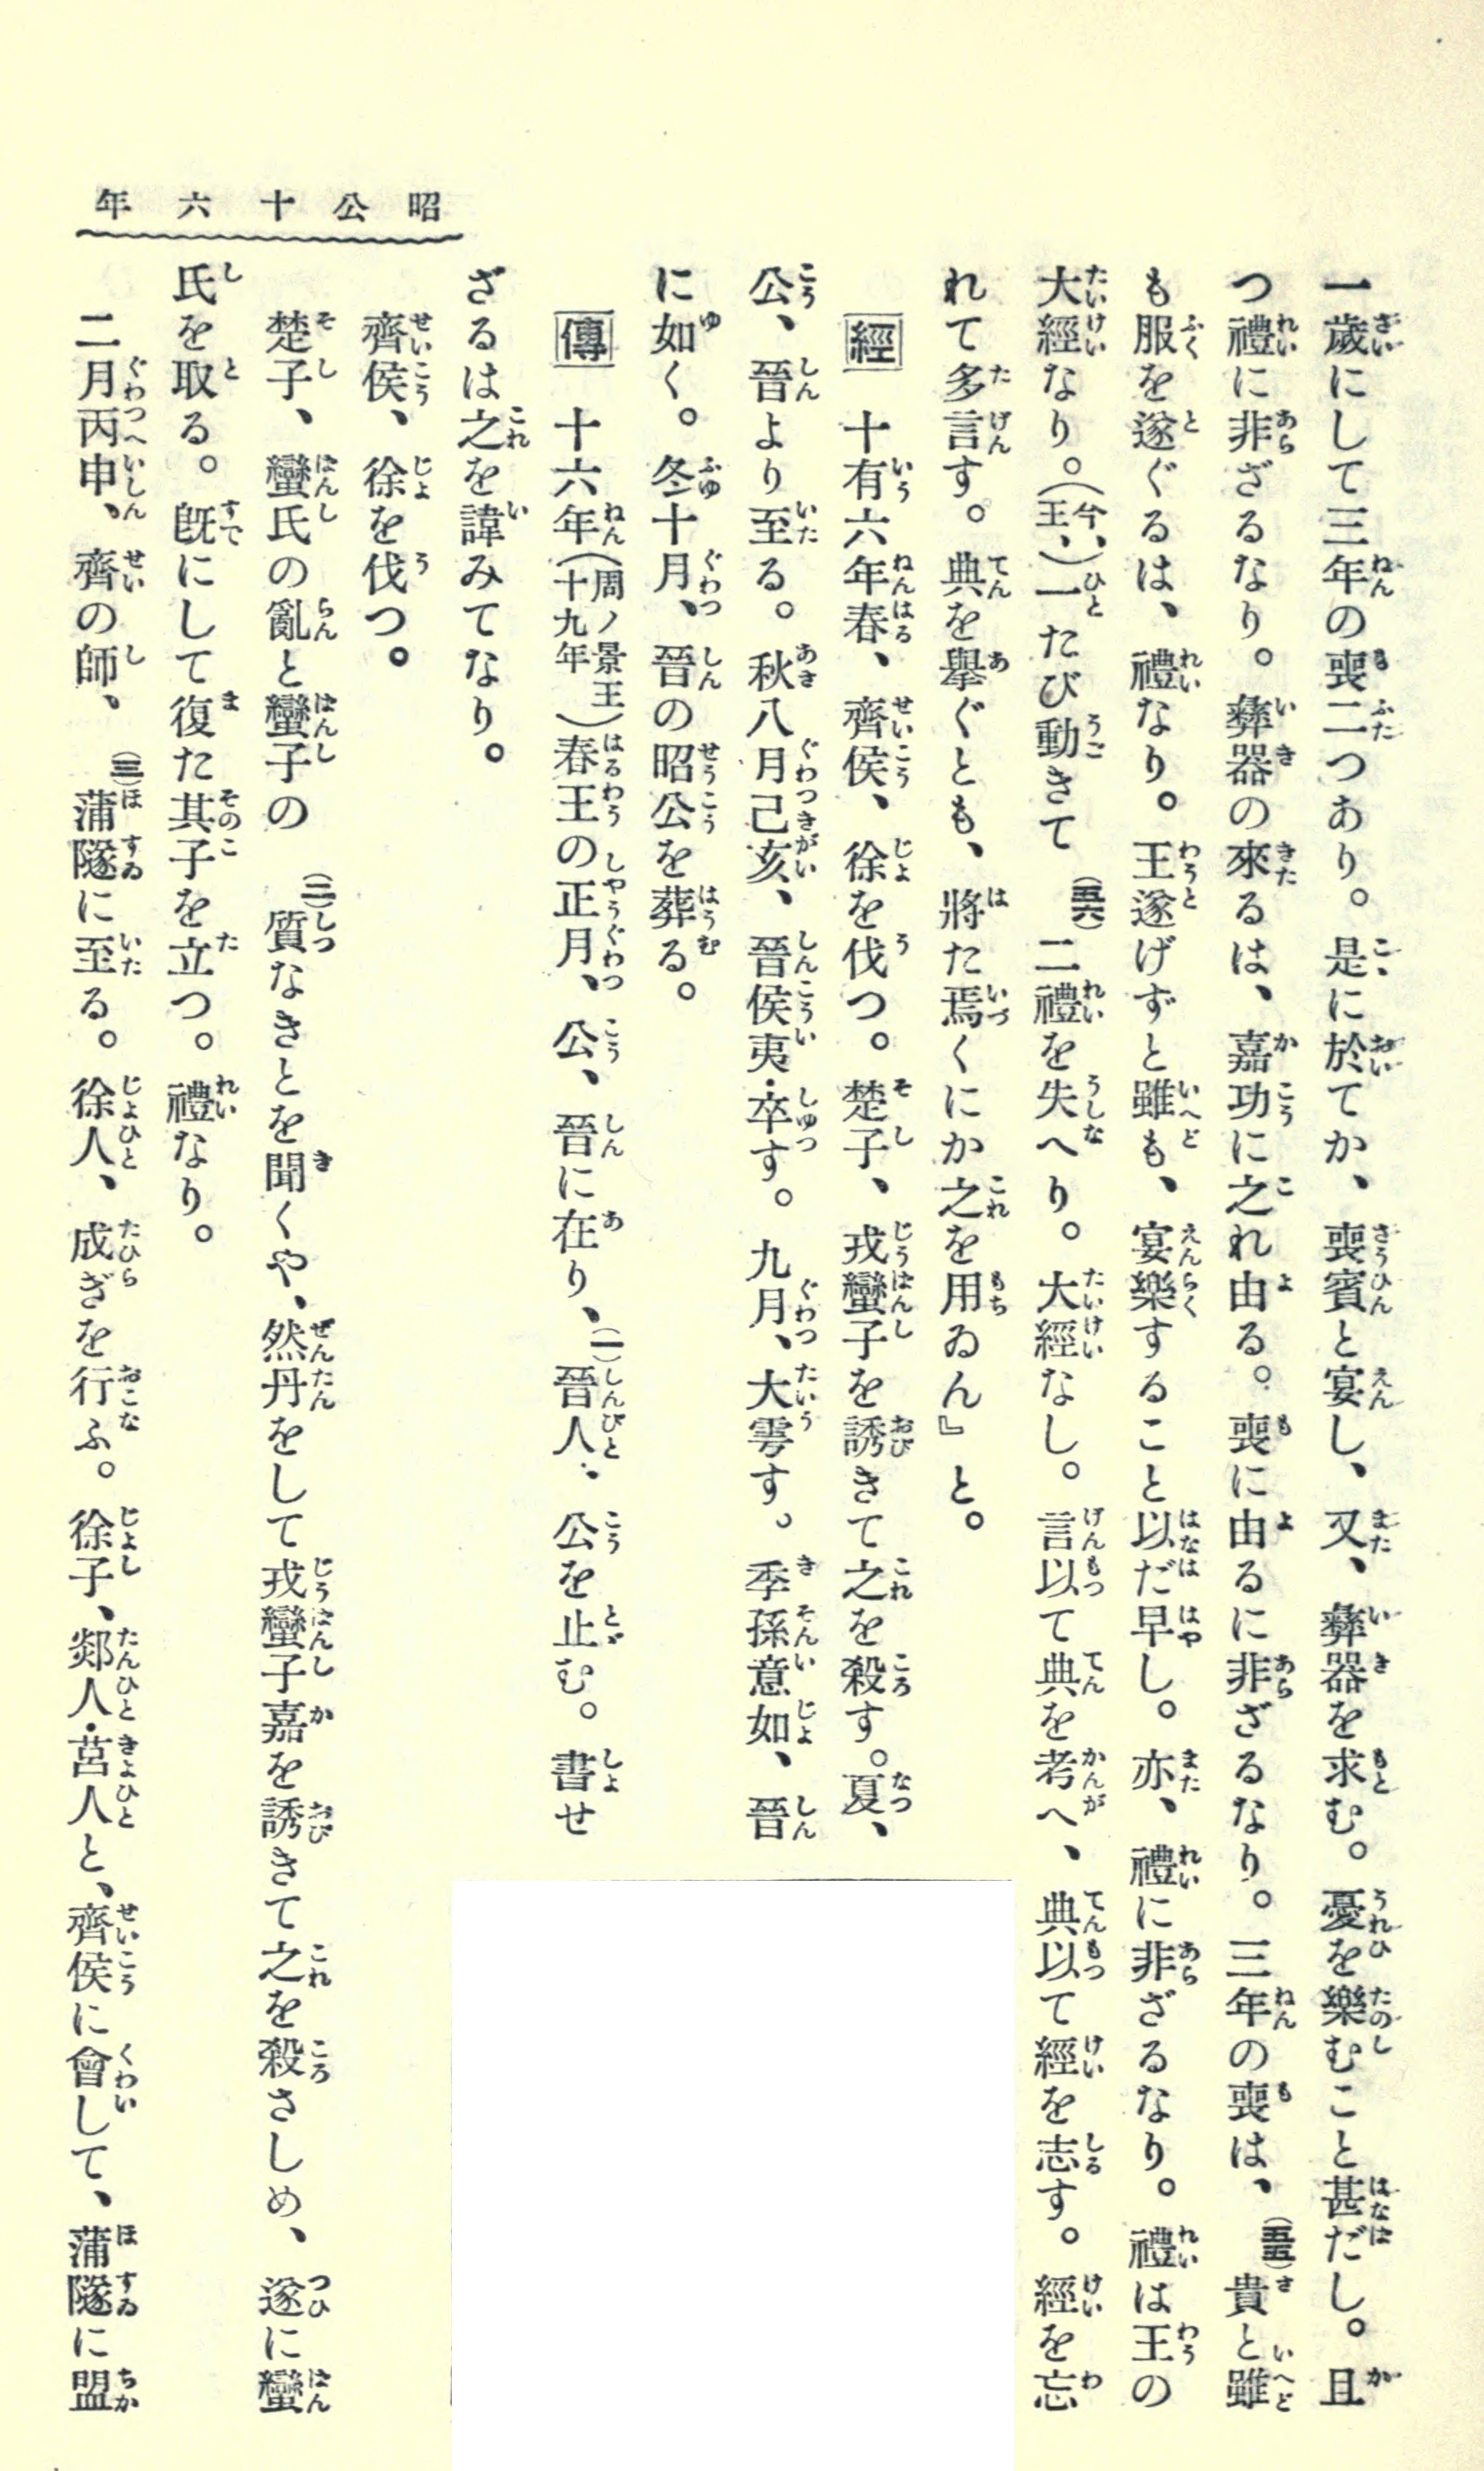 昭公十六年
一歲にして三年の喪二つあり。是に於てか、喪賓と宴し、又、彝器を求む。憂を樂むこと甚だし。且
つ禮に非ざるなり。彝器の來るは、嘉功に之れ由る。喪に由るに非ざるなり。三年の喪は、(五五)貴と雖
も服を遂ぐるは、禮なり。王遂げずと雖も、宴樂すること以だ早し。亦、禮に非ざるなり。禮は王の
大經なり。(今、王、)一たび動きて(五六)二禮を失へり。大經なし。言以て典を考へ、典以て經を志す。經を忘
れて多言す。典を擧ぐとも、將た焉くにか之を用ゐん』と。
經 十有六年春、齊侯、徐を伐つ。楚子、戎蠻子を誘きて之を殺す。夏、
公、晉より至る。秋八月己亥、晉侯夷・卒す。九月、大雩す。季孫意如、晉
に如く。冬十月、晉の昭公を葬る。
傳 十六年(周ノ景王十九年)春王の正月、公、晉に在り、(一)晉人、公を止む。書せ
ざるは之を諱みてなり。
齊侯、徐を伐つ。
楚子、蠻氏の亂と蠻子の(二)質なきとを聞くや、然丹をして戎蠻子嘉を誘きて之を殺さしめ、遂に蠻
氏を取る。既にして復た其子を立つ。禮なり。
二月丙申、齊の師、(三)蒲隧に至る。徐人、成ぎを行ふ。徐子、郯人・莒人と、齊侯に會して、蒲隧に盟